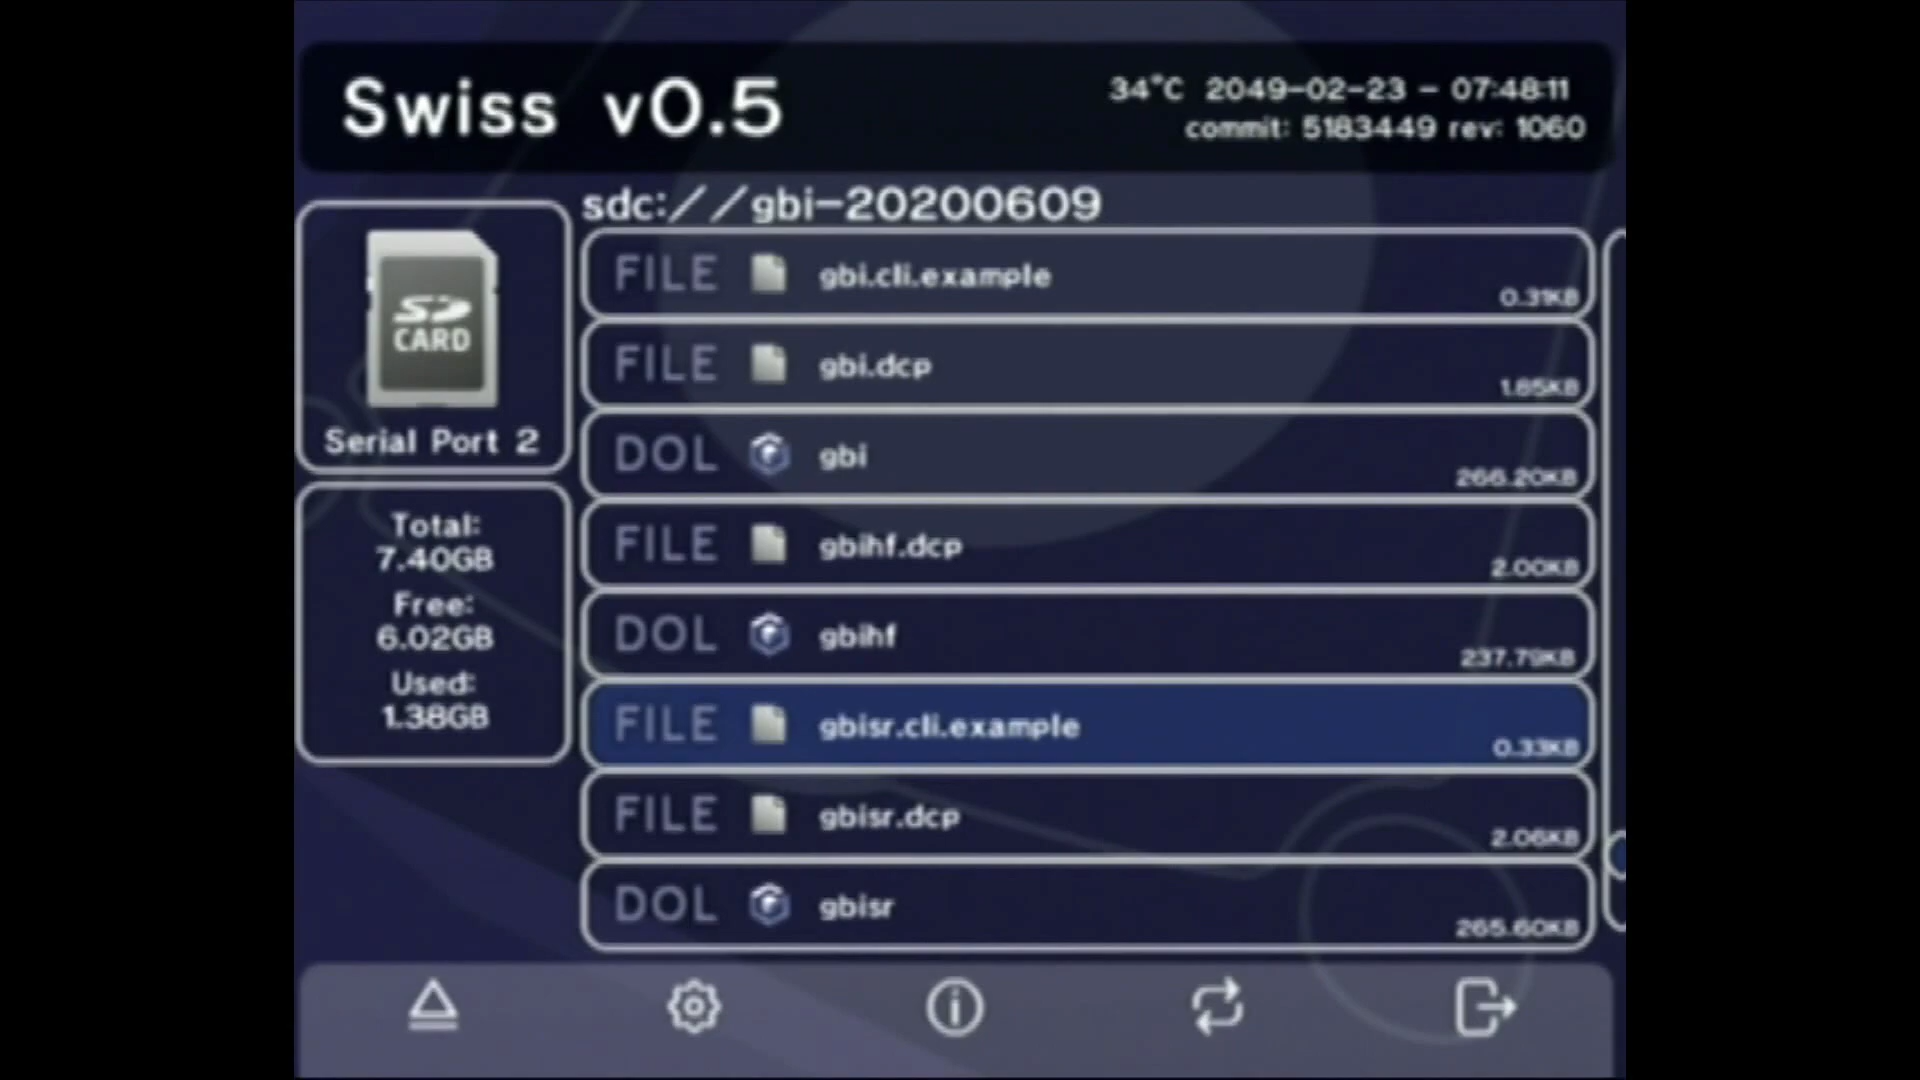 Swiss v0.5
34°C 2049-02-23 - 07:48:11
commit: 5183449 rev: 1060
sdc://gbi-20200609
SD
CARD
Serial Port 2
Total:
7.40GB
Free:
6.02GB
Used:
1.38GB
FILE gbi.cli.example 0.31KB
FILE gbi.dcp 1.85KB
DOL gbi 266.20KB
FILE gbihf.dcp 2.00KB
DOL gbihf 237.79KB
FILE gbisr.cli.example 0.33KB
FILE gbisr.dcp 2.06KB
DOL gbisr 265.60KB